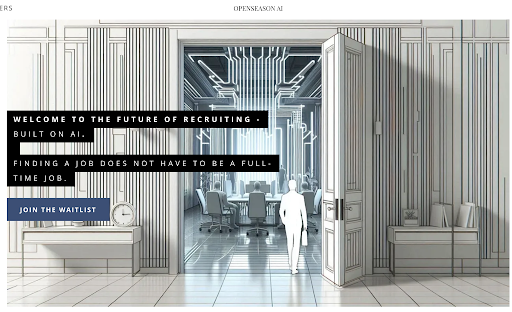 ERS
OPENSEASON AI
WELCOME TO THE FUTURE OF RECRUITING -
BUILT ON AI.
FINDING A JOB DOES NOT HAVE TO BE A FULL-
TIME JOB.
JOIN THE WAITLIST